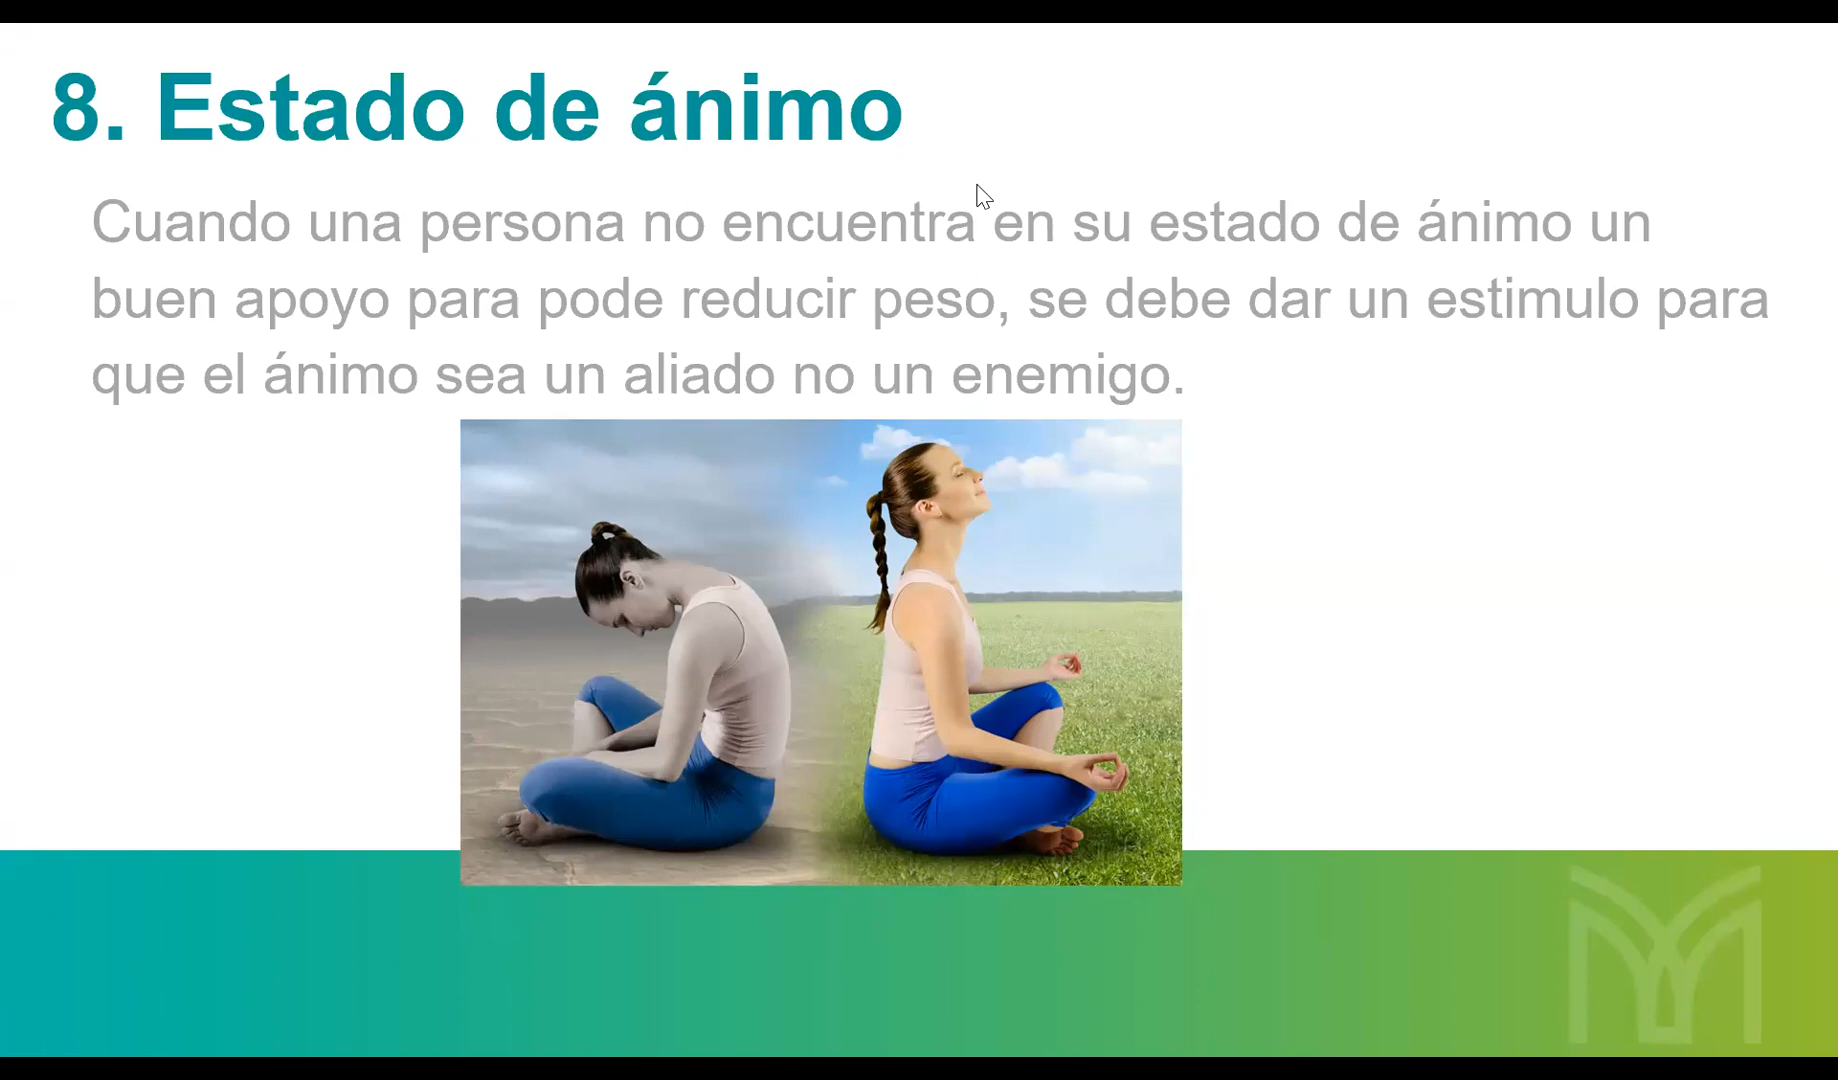 8. Estado de ánimo
Cuando una persona no encuentra en su estado de ánimo un
buen apoyo para pode reducir peso, se debe dar un estimulo para
que el ánimo sea un aliado no un enemigo.